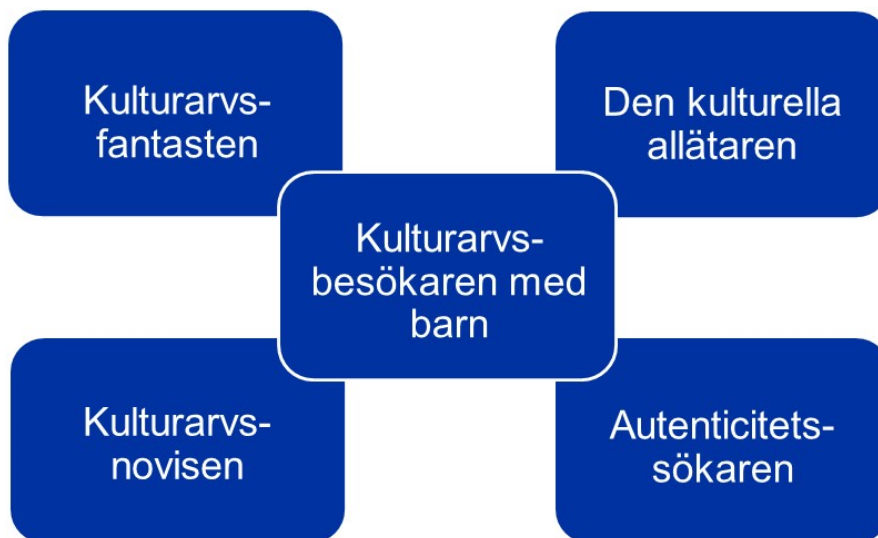 Kulturarvs-
fantasten
Den kulturella
allätaren
Kulturarvs-
besökaren med
barn
Kulturarvs-
novisen
Autenticitets-
sökaren